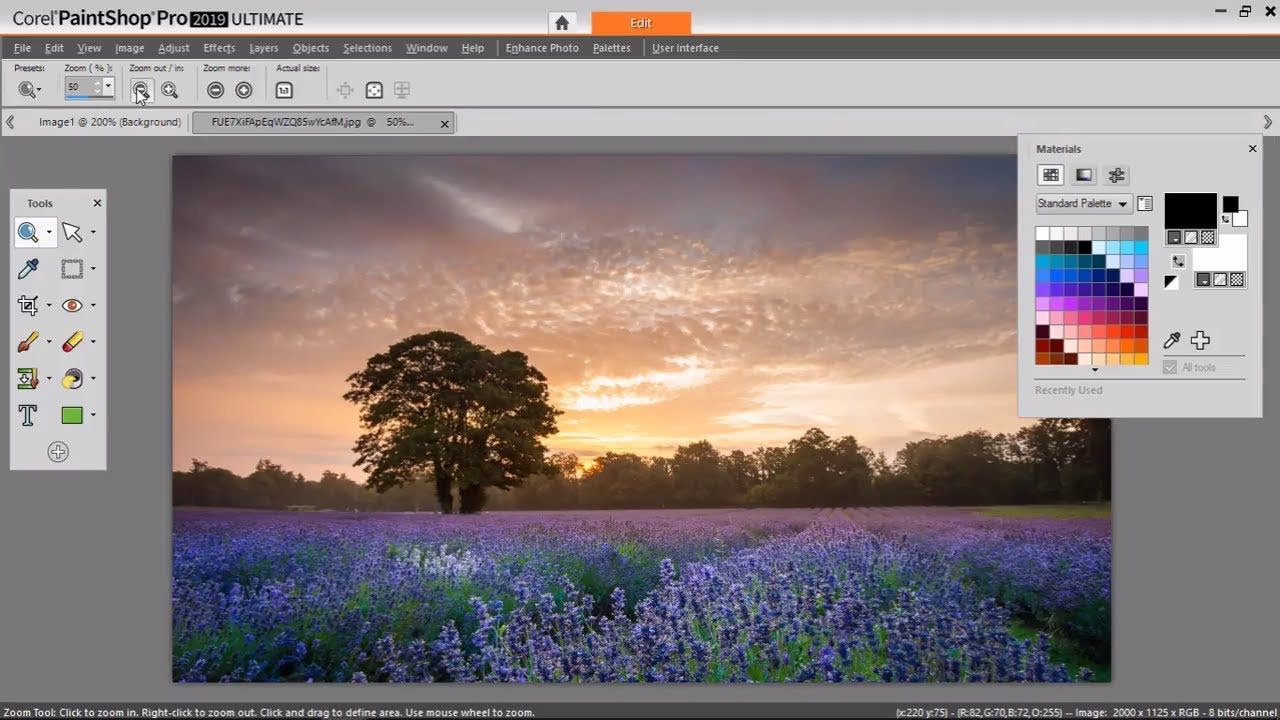 Corel® PaintShop® Pro 2019 ULTIMATE
Edit
File Edit View Image Adjust Effects Layers Objects Selections Window Help Enhance Photo Palettes User Interface
Presets: Zoom ( % ): Zoom out / in: Zoom more: Actual size:
50
1:1
Image1 @ 200% (Background)
FUE7XiFApEqWZQ85wYcAfM.jpg @ 50%...
Tools
Materials
Standard Palette
All tools
Recently Used
T
Zoom Tool: Click to zoom in. Right-click to zoom out. Click and drag to define area. Use mouse wheel to zoom.
(x:220 y:75) - (R:82,G:70,B:72,O:255) -- Image: 2000 x 1125 x RGB - 8 bits/channel